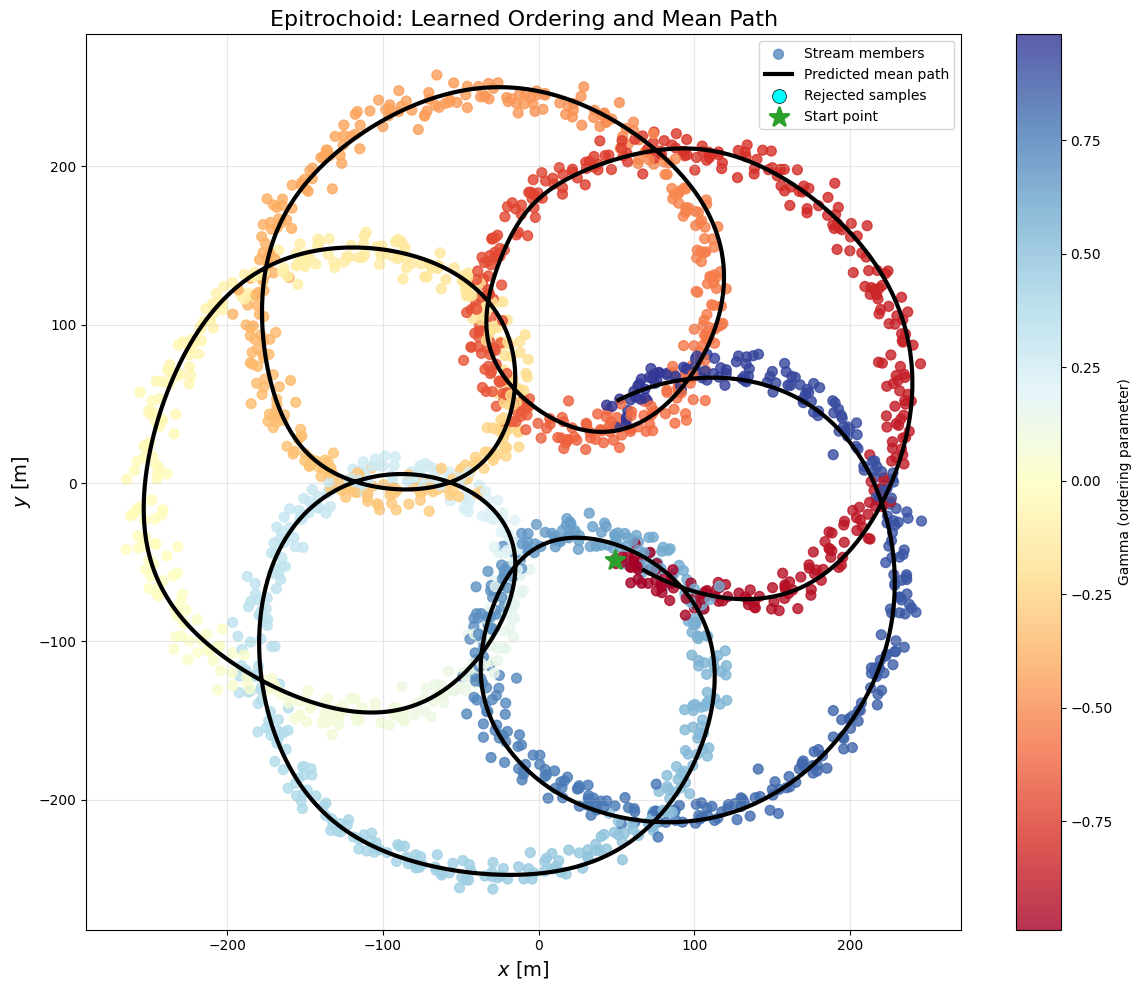 Epitrochoid: Learned Ordering and Mean Path
Stream members
Predicted mean path
Rejected samples
Start point
200
100
0
−100
−200
y [m]
−200
−100
0
100
200
x [m]
0.75
0.50
0.25
0.00
−0.25
−0.50
−0.75
Gamma (ordering parameter)